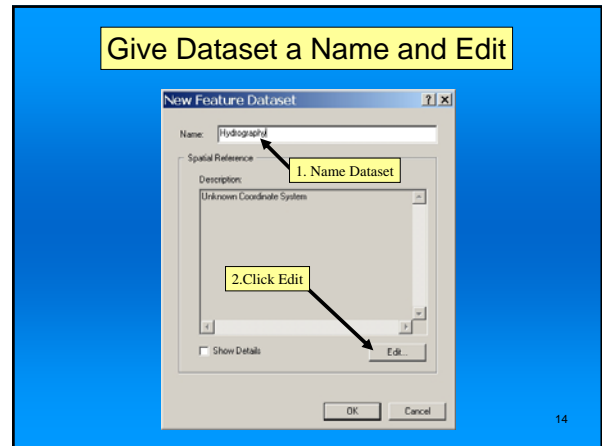 Give Dataset a Name and Edit
New Feature Dataset
Name: Hydrography
Spatial Reference
1. Name Dataset
Description:
Unknown Coordinate System
2.Click Edit
Show Details
Edit...
OK
Cancel
14